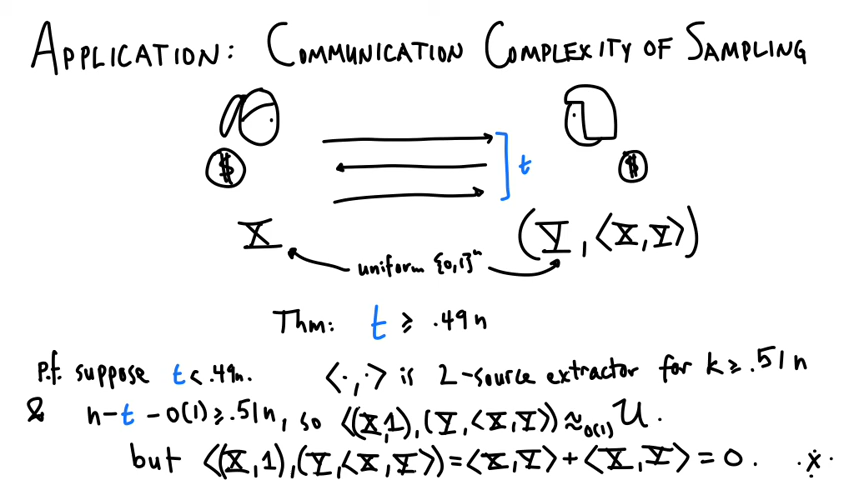 APPLICATION: COMMUNICATION COMPLEXITY OF SAMPLING
$ t $
X (Y, ⟨X,Y⟩)
uniform {0,1}ⁿ
Thm: t ≥ .49n
Pf. suppose t < .49n. ⟨·,·⟩ is 2-source extractor for k ≥ .51n
& n-t-O(1) ≥ .51n, so ⟨(X,1),(Y,⟨X,Y⟩) ≈_{o(1)} U.
but ⟨(X,1),(Y,⟨X,Y⟩) = ⟨X,Y⟩ + ⟨X,Y⟩ = 0. ·X·